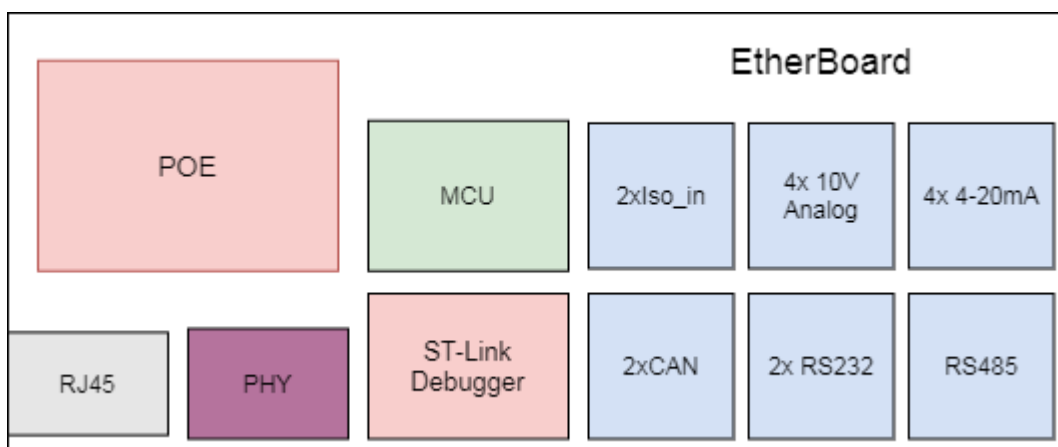 EtherBoard
POE
MCU
2xIso_in
4x 10V
Analog
4x 4-20mA
RJ45
PHY
ST-Link
Debugger
2xCAN
2x RS232
RS485